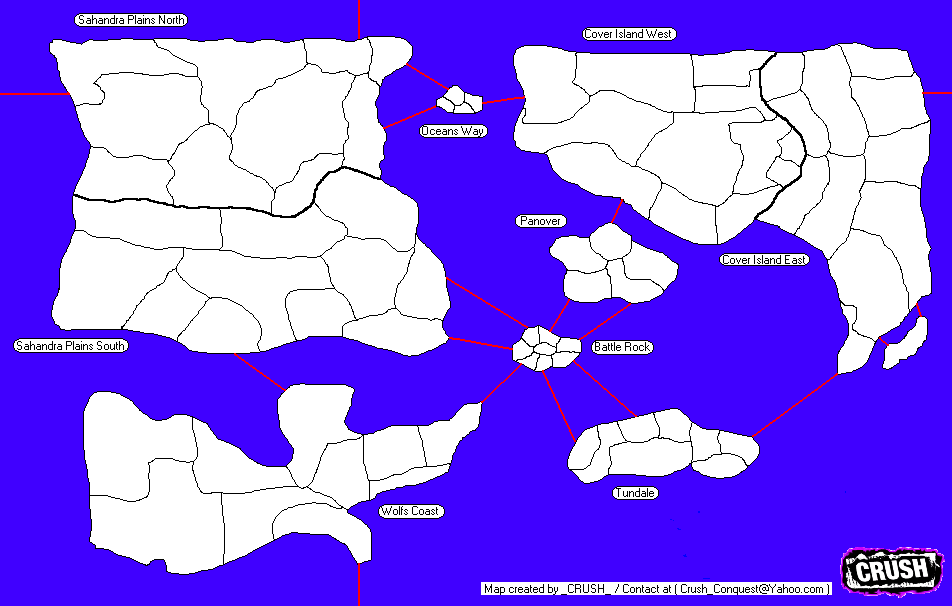 Sahandra Plains North
Cover Island West
Oceans Way
Panover
Cover Island East
Sahandra Plains South
Battle Rock
Tundale
Wolfs Coast
Map created by _CRUSH_ / Contact at ( Crush_Conquest@Yahoo.com )
CRUSH